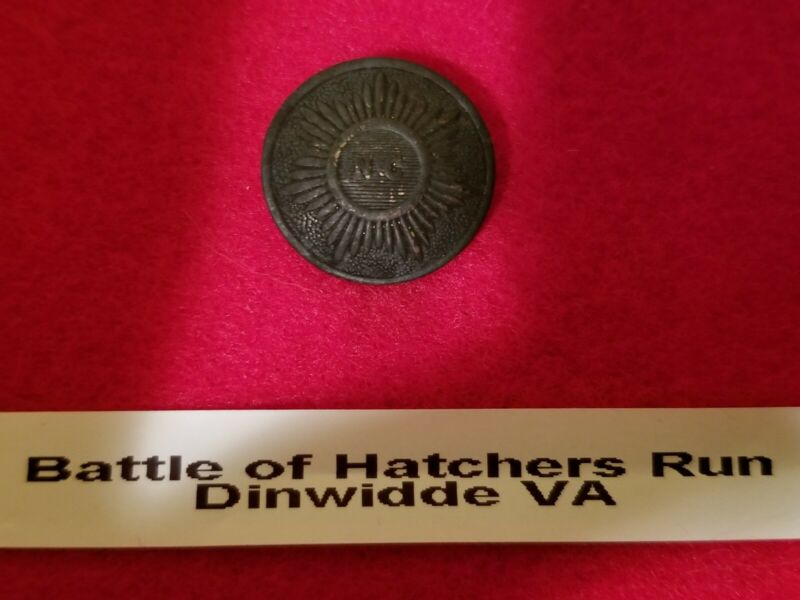 N.C
Battle of Hatchers Run
Dinwidde VA